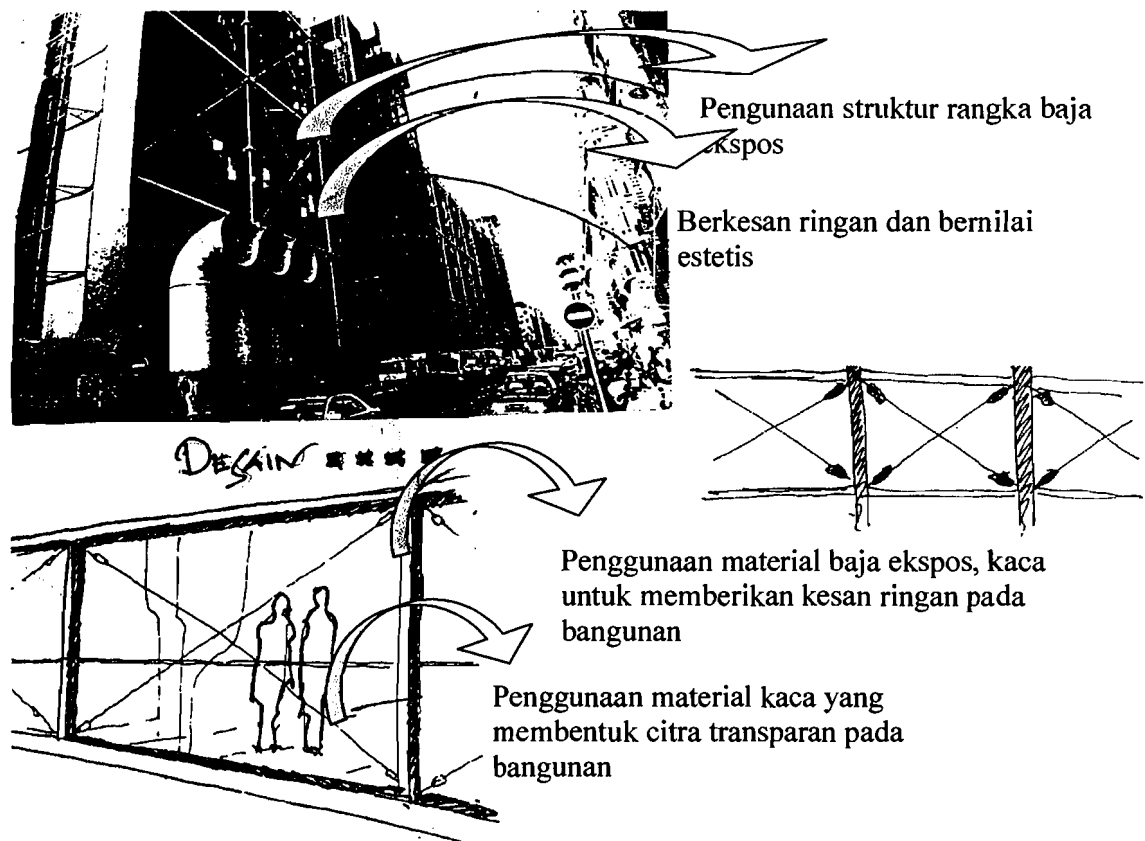 Pengunaan struktur rangka baja
ekspos
Berkesan ringan dan bernilai
estetis
DESAIN
Penggunaan material baja ekspos, kaca
untuk memberikan kesan ringan pada
bangunan
Penggunaan material kaca yang
membentuk citra transparan pada
bangunan